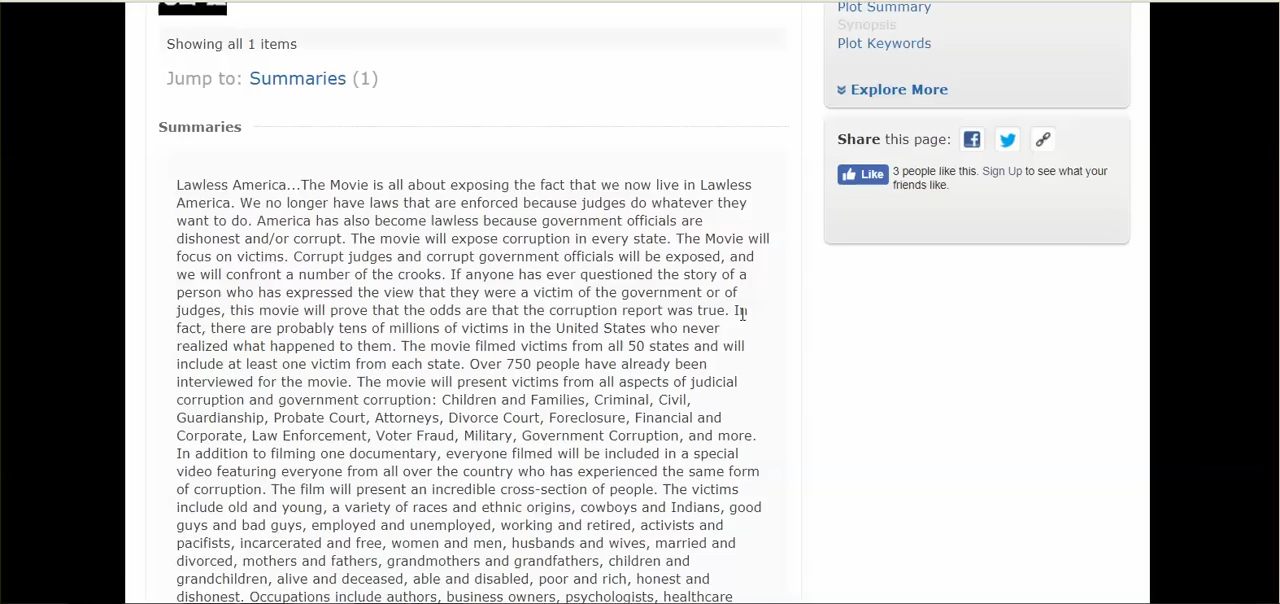 Showing all 1 items
Jump to: Summaries (1)
Summaries
Lawless America...The Movie is all about exposing the fact that we now live in Lawless
America. We no longer have laws that are enforced because judges do whatever they
want to do. America has also become lawless because government officials are
dishonest and/or corrupt. The movie will expose corruption in every state. The Movie will
focus on victims. Corrupt judges and corrupt government officials will be exposed, and
we will confront a number of the crooks. If anyone has ever questioned the story of a
person who has expressed the view that they were a victim of the government or of
judges, this movie will prove that the odds are that the corruption report was true. In
fact, there are probably tens of millions of victims in the United States who never
realized what happened to them. The movie filmed victims from all 50 states and will
include at least one victim from each state. Over 750 people have already been
interviewed for the movie. The movie will present victims from all aspects of judicial
corruption and government corruption: Children and Families, Criminal, Civil,
Guardianship, Probate Court, Attorneys, Divorce Court, Foreclosure, Financial and
Corporate, Law Enforcement, Voter Fraud, Military, Government Corruption, and more.
In addition to filming one documentary, everyone filmed will be included in a special
video featuring everyone from all over the country who has experienced the same form
of corruption. The film will present an incredible cross-section of people. The victims
include old and young, a variety of races and ethnic origins, cowboys and Indians, good
guys and bad guys, employed and unemployed, working and retired, activists and
pacifists, incarcerated and free, women and men, husbands and wives, married and
divorced, mothers and fathers, grandmothers and grandfathers, children and
grandchildren, alive and deceased, able and disabled, poor and rich, honest and
dishonest. Occupations include authors, business owners, psychologists, healthcare
Plot Summary
Synopsis
Plot Keywords
Explore More
Share this page:
Like
3 people like this. Sign Up to see what your
friends like.